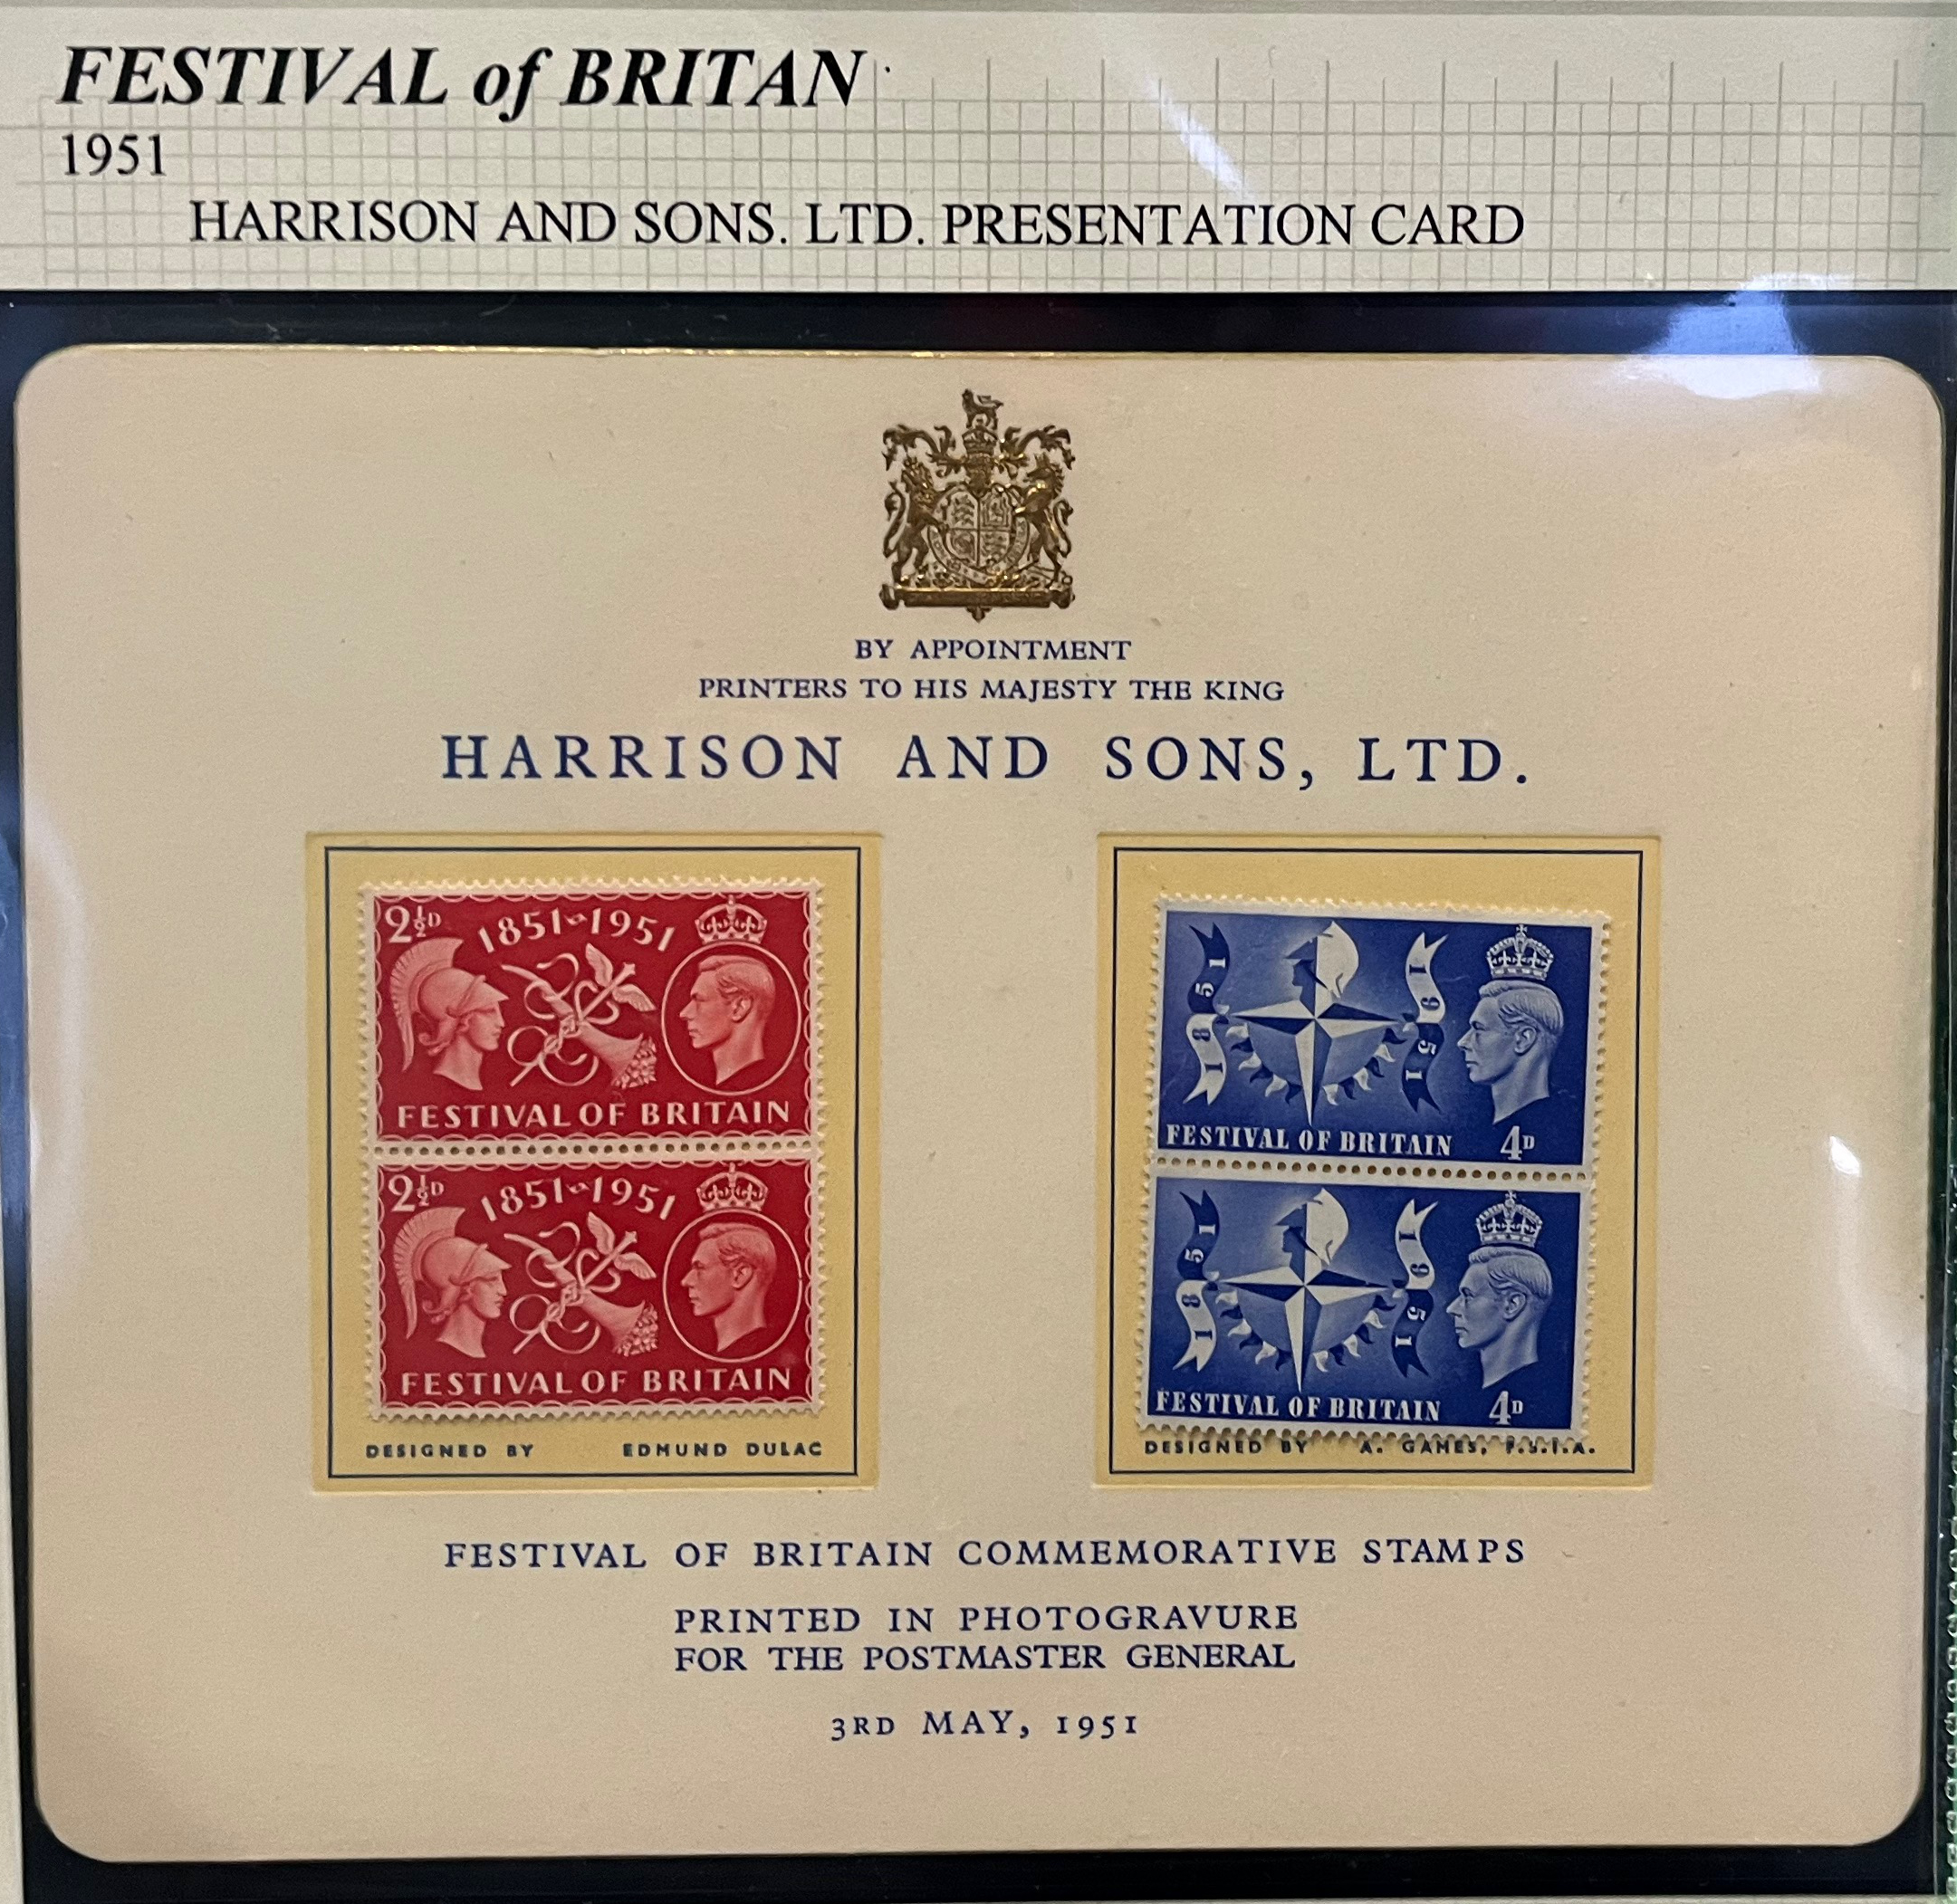 FESTIVAL of BRITAN
1951
HARRISON AND SONS. LTD. PRESENTATION CARD
BY APPOINTMENT
PRINTERS TO HIS MAJESTY THE KING
HARRISON AND SONS, LTD.
2½D 1851-1951
FESTIVAL OF BRITAIN
2½D 1851-1951
FESTIVAL OF BRITAIN
DESIGNED BY EDMUND DULAC
1851 1951
FESTIVAL OF BRITAIN 4D
1851 1951
FESTIVAL OF BRITAIN 4D
DESIGNED BY A. GAMES, F.S.I.A.
FESTIVAL OF BRITAIN COMMEMORATIVE STAMPS
PRINTED IN PHOTOGRAVURE
FOR THE POSTMASTER GENERAL
3RD MAY, 1951